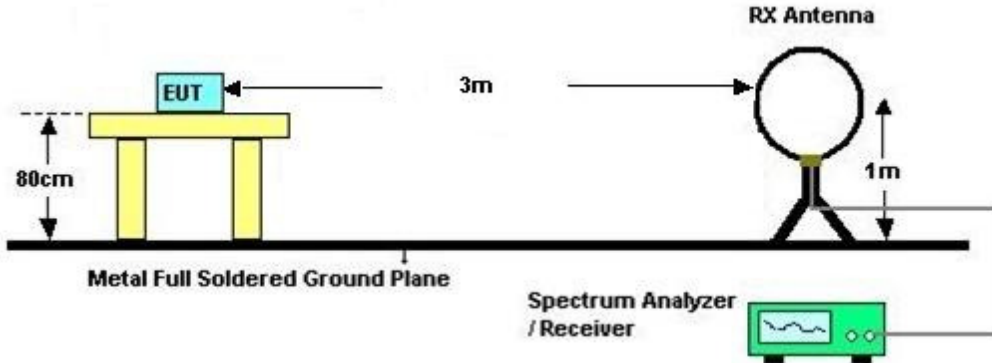 RX Antenna
EUT
3m
80cm
1m
Metal Full Soldered Ground Plane
Spectrum Analyzer
/ Receiver